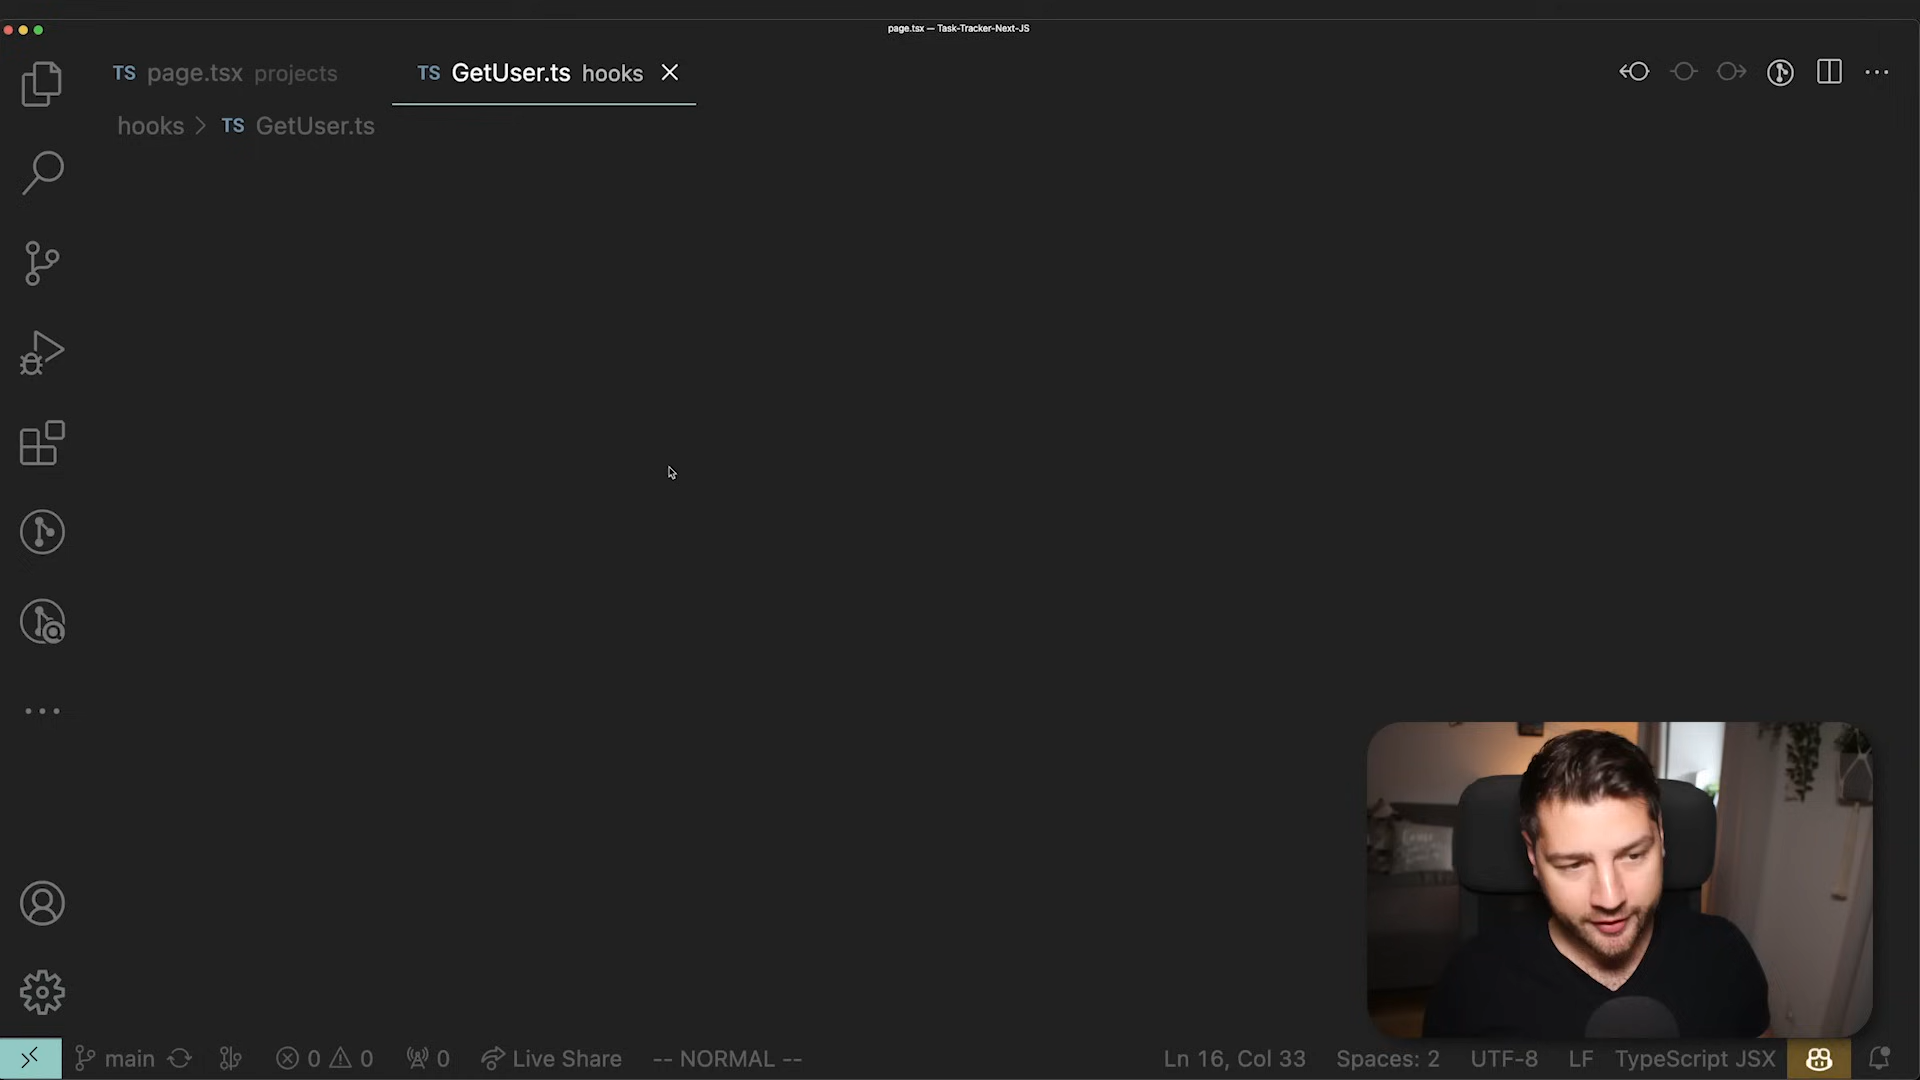 page.tsx — Task-Tracker-Next-JS
TS page.tsx projects
TS GetUser.ts hooks
hooks > TS GetUser.ts
main
0 0
0
Live Share
-- NORMAL --
Ln 16, Col 33
Spaces: 2
UTF-8
LF
TypeScript JSX